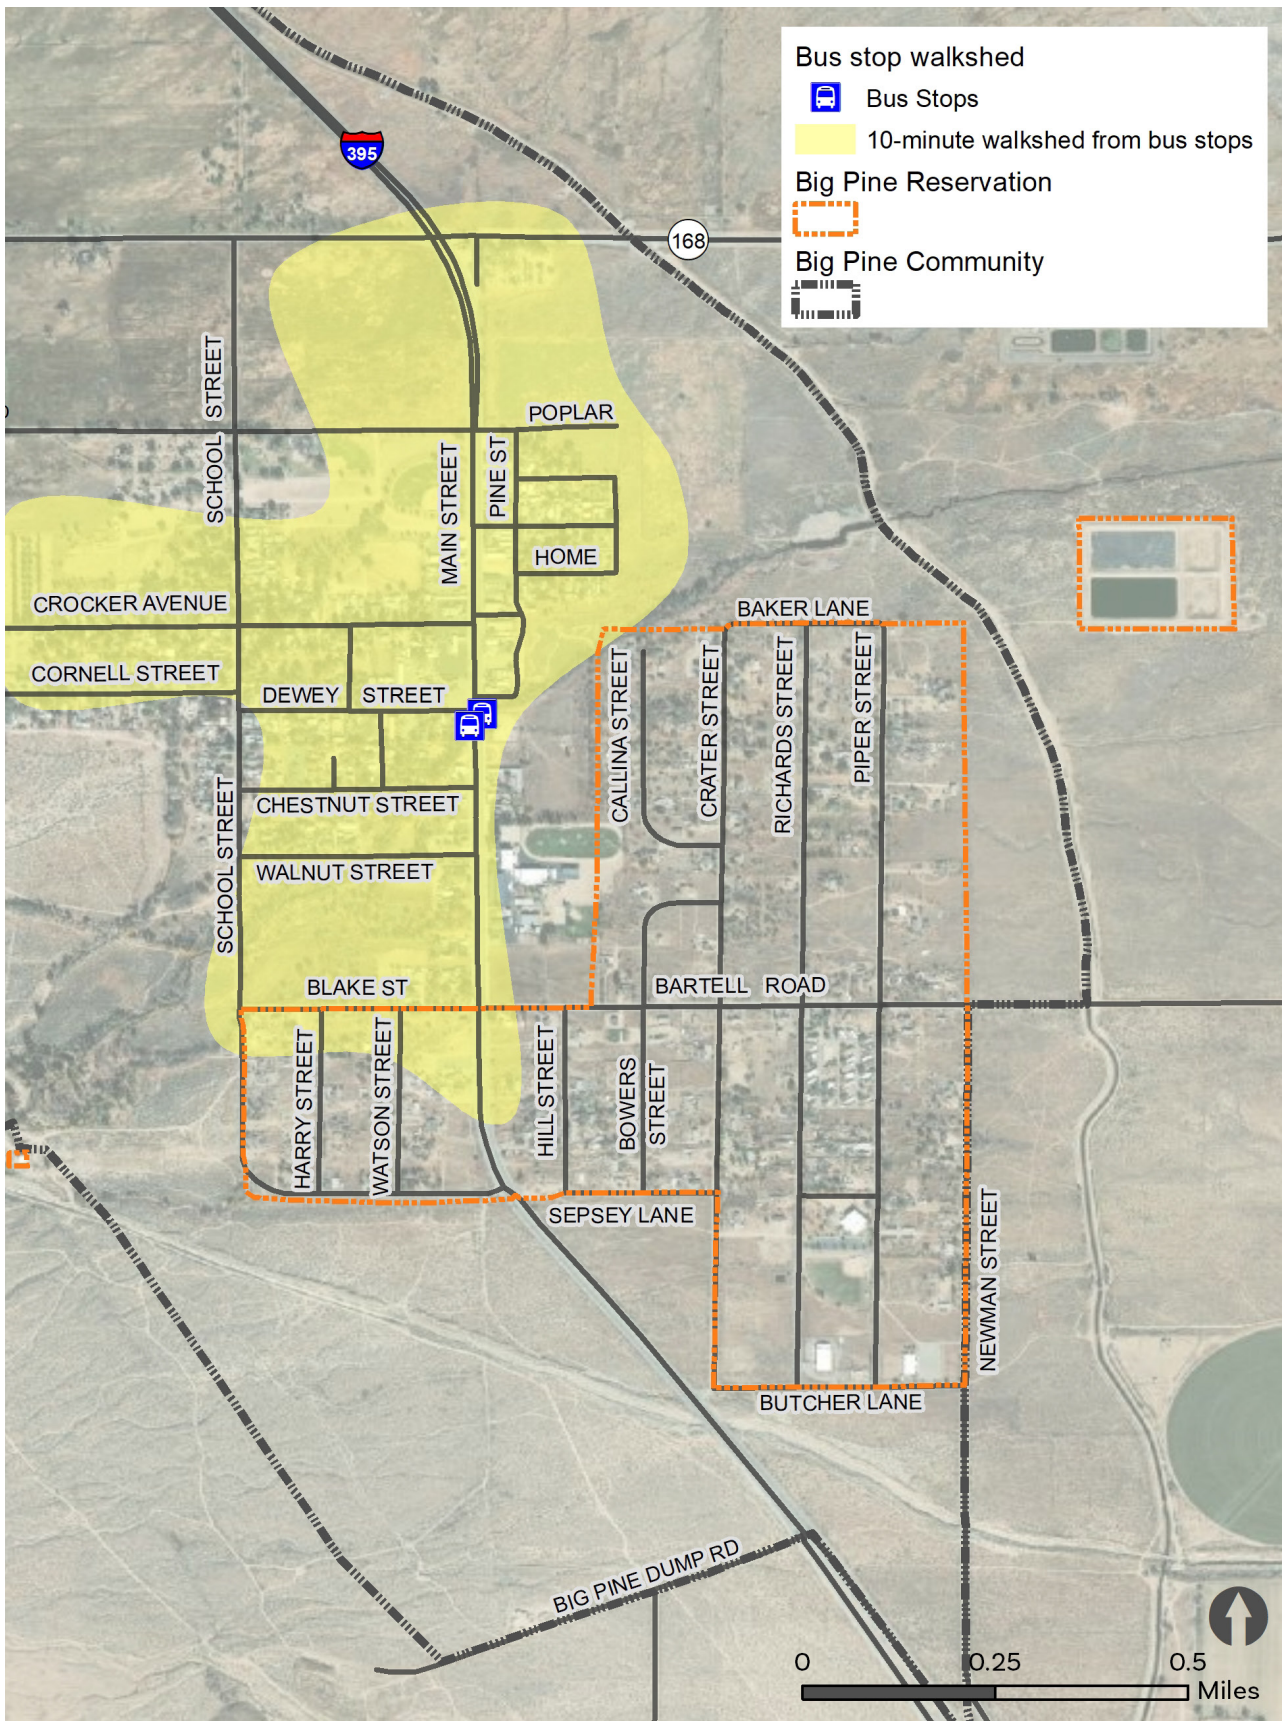 Bus stop walkshed
Bus Stops
10-minute walkshed from bus stops
Big Pine Reservation
Big Pine Community
395
168
SCHOOL STREET
POPLAR
MAIN STREET
PINE ST
HOME
CROCKER AVENUE
BAKER LANE
CORNELL STREET
DEWEY STREET
CALLINA STREET
CRATER STREET
RICHARDS STREET
PIPER STREET
CHESTNUT STREET
SCHOOL STREET
WALNUT STREET
BLAKE ST
BARTELL ROAD
HARRY STREET
WATSON STREET
HILL STREET
BOWERS
STREET
SEPSEY LANE
NEWMAN STREET
BUTCHER LANE
BIG PINE DUMP RD
0
0.25
0.5
Miles